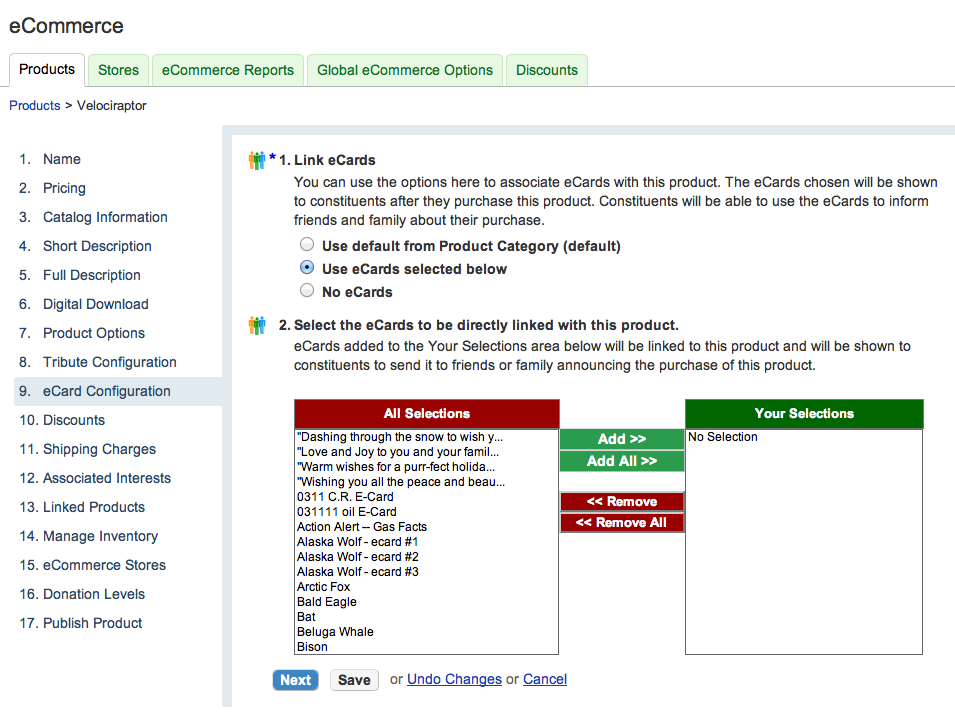 eCommerce
Products Stores eCommerce Reports Global eCommerce Options Discounts
Products > Velociraptor
1. Name
2. Pricing
3. Catalog Information
4. Short Description
5. Full Description
6. Digital Download
7. Product Options
8. Tribute Configuration
9. eCard Configuration
10. Discounts
11. Shipping Charges
12. Associated Interests
13. Linked Products
14. Manage Inventory
15. eCommerce Stores
16. Donation Levels
17. Publish Product
* 1. Link eCards
You can use the options here to associate eCards with this product. The eCards chosen will be shown
to constituents after they purchase this product. Constituents will be able to use the eCards to inform
friends and family about their purchase.
Use default from Product Category (default)
Use eCards selected below
No eCards
2. Select the eCards to be directly linked with this product.
eCards added to the Your Selections area below will be linked to this product and will be shown to
constituents to send it to friends or family announcing the purchase of this product.
All Selections
"Dashing through the snow to wish y...
"Love and Joy to you and your famil...
"Warm wishes for a purr-fect holida...
"Wishing you all the peace and beau...
0311 C.R. E-Card
031111 oil E-Card
Action Alert -- Gas Facts
Alaska Wolf - ecard #1
Alaska Wolf - ecard #2
Alaska Wolf - ecard #3
Arctic Fox
Bald Eagle
Bat
Beluga Whale
Bison
Add >>
Add All >>
<< Remove
<< Remove All
Your Selections
No Selection
Next Save or Undo Changes or Cancel